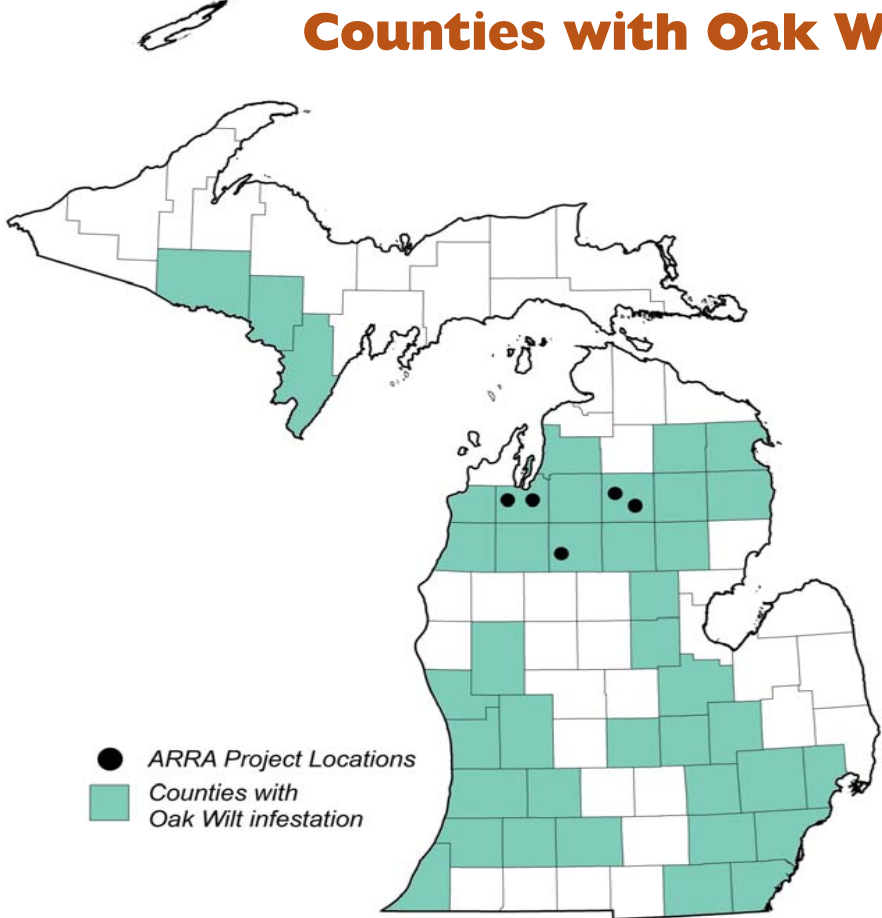 Counties with Oak W
ARRA Project Locations
Counties with
Oak Wilt infestation